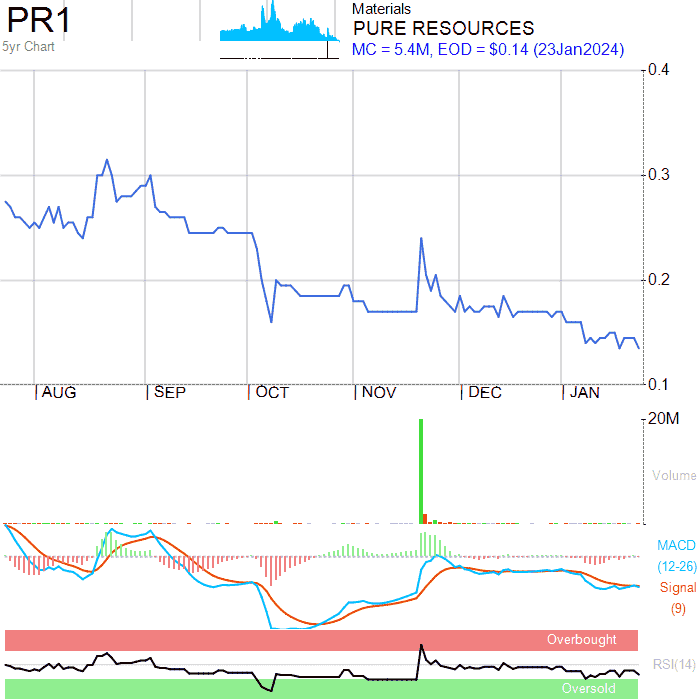 PR1
5yr Chart
Materials
PURE RESOURCES
MC = 5.4M, EOD = $0.14 (23Jan2024)
0.4
0.3
0.2
0.1
AUG SEP OCT NOV DEC JAN
20M
Volume
MACD
(12-26)
Signal
(9)
Overbought
RSI(14)
Oversold